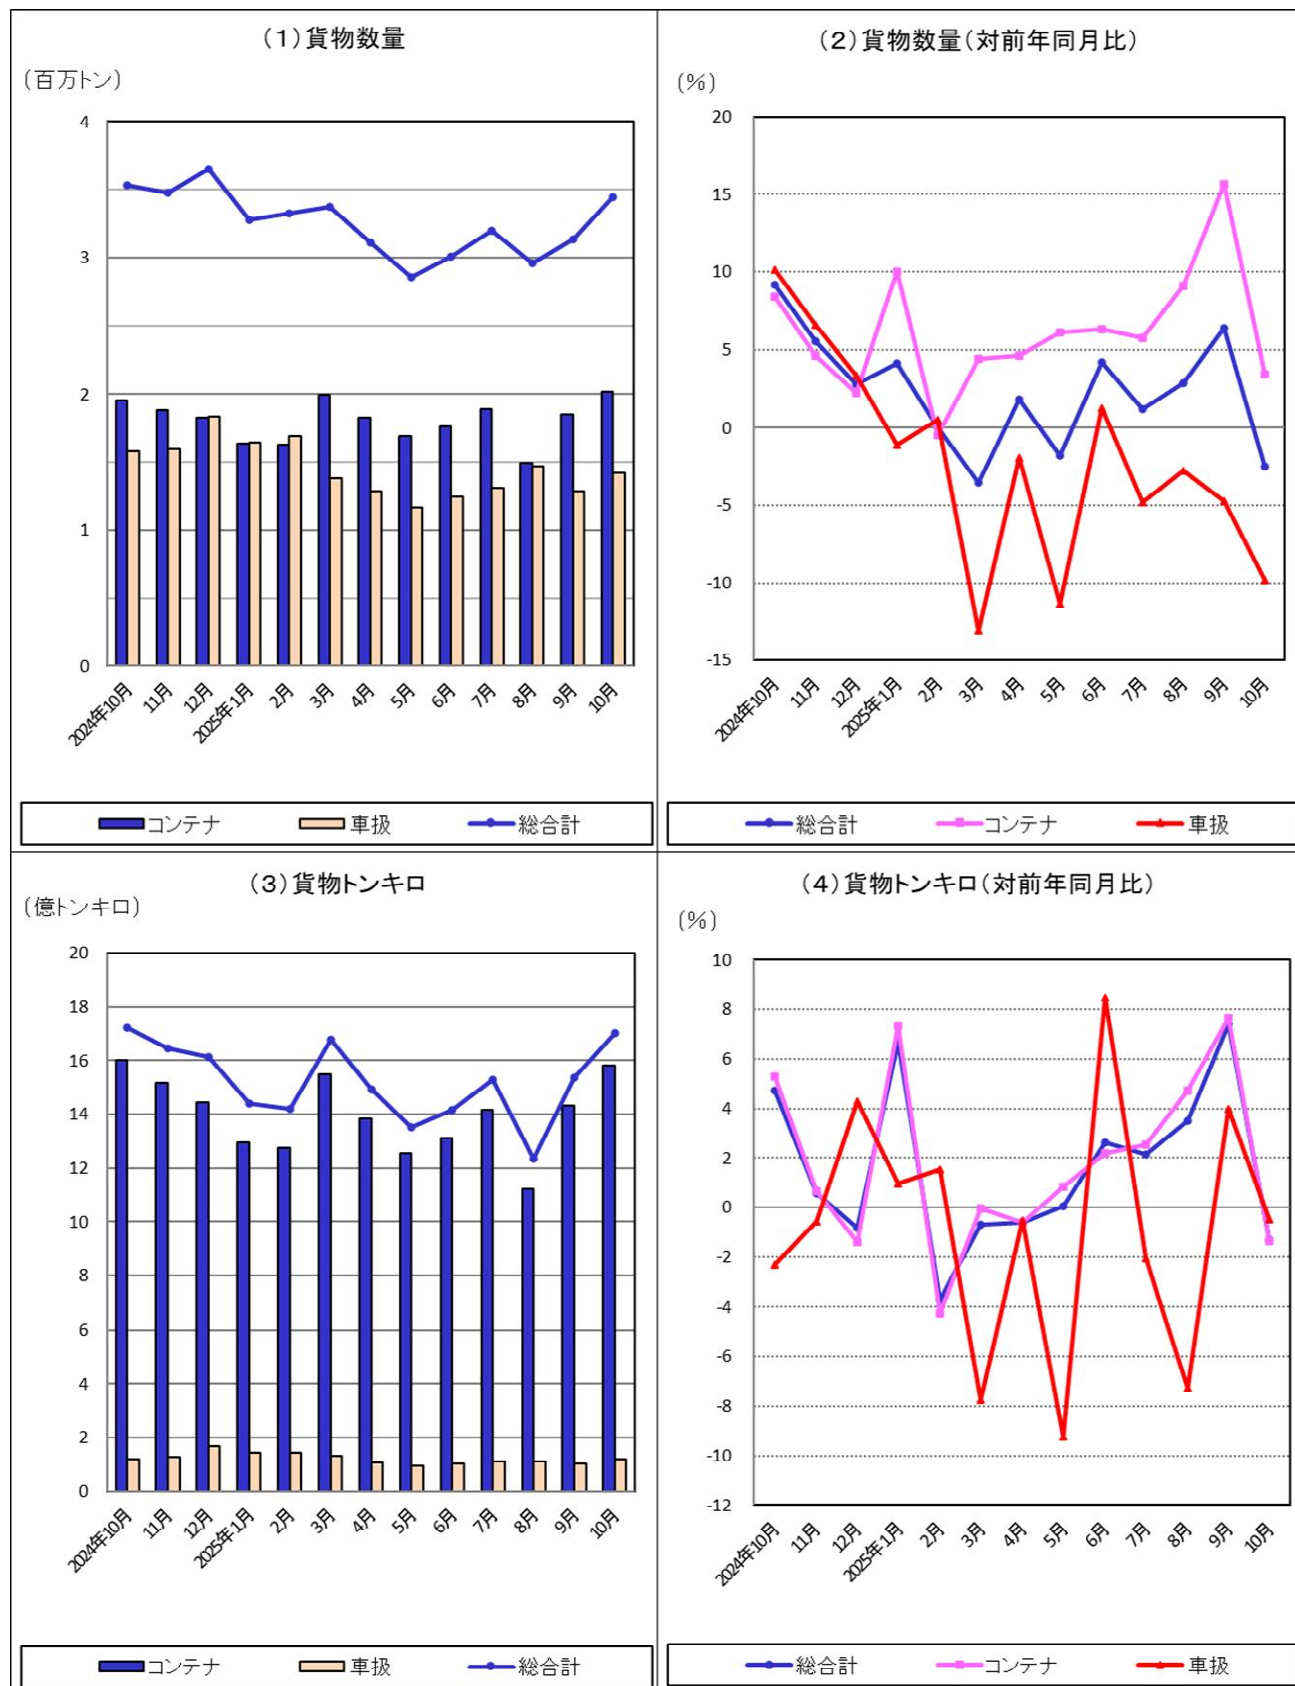 (1)貨物数量
(百万トン)
4
3
2
1
0
2024年10月 11月 12月 2025年1月 2月 3月 4月 5月 6月 7月 8月 9月 10月
コンテナ 車扱 総合計
(2)貨物数量(対前年同月比)
(%)
20
15
10
5
0
-5
-10
-15
2024年10月 11月 12月 2025年1月 2月 3月 4月 5月 6月 7月 8月 9月 10月
総合計 コンテナ 車扱
(3)貨物トンキロ
(億トンキロ)
20
18
16
14
12
10
8
6
4
2
0
2024年10月 11月 12月 2025年1月 2月 3月 4月 5月 6月 7月 8月 9月 10月
コンテナ 車扱 総合計
(4)貨物トンキロ(対前年同月比)
(%)
10
8
6
4
2
0
-2
-4
-6
-8
-10
-12
2024年10月 11月 12月 2025年1月 2月 3月 4月 5月 6月 7月 8月 9月 10月
総合計 コンテナ 車扱